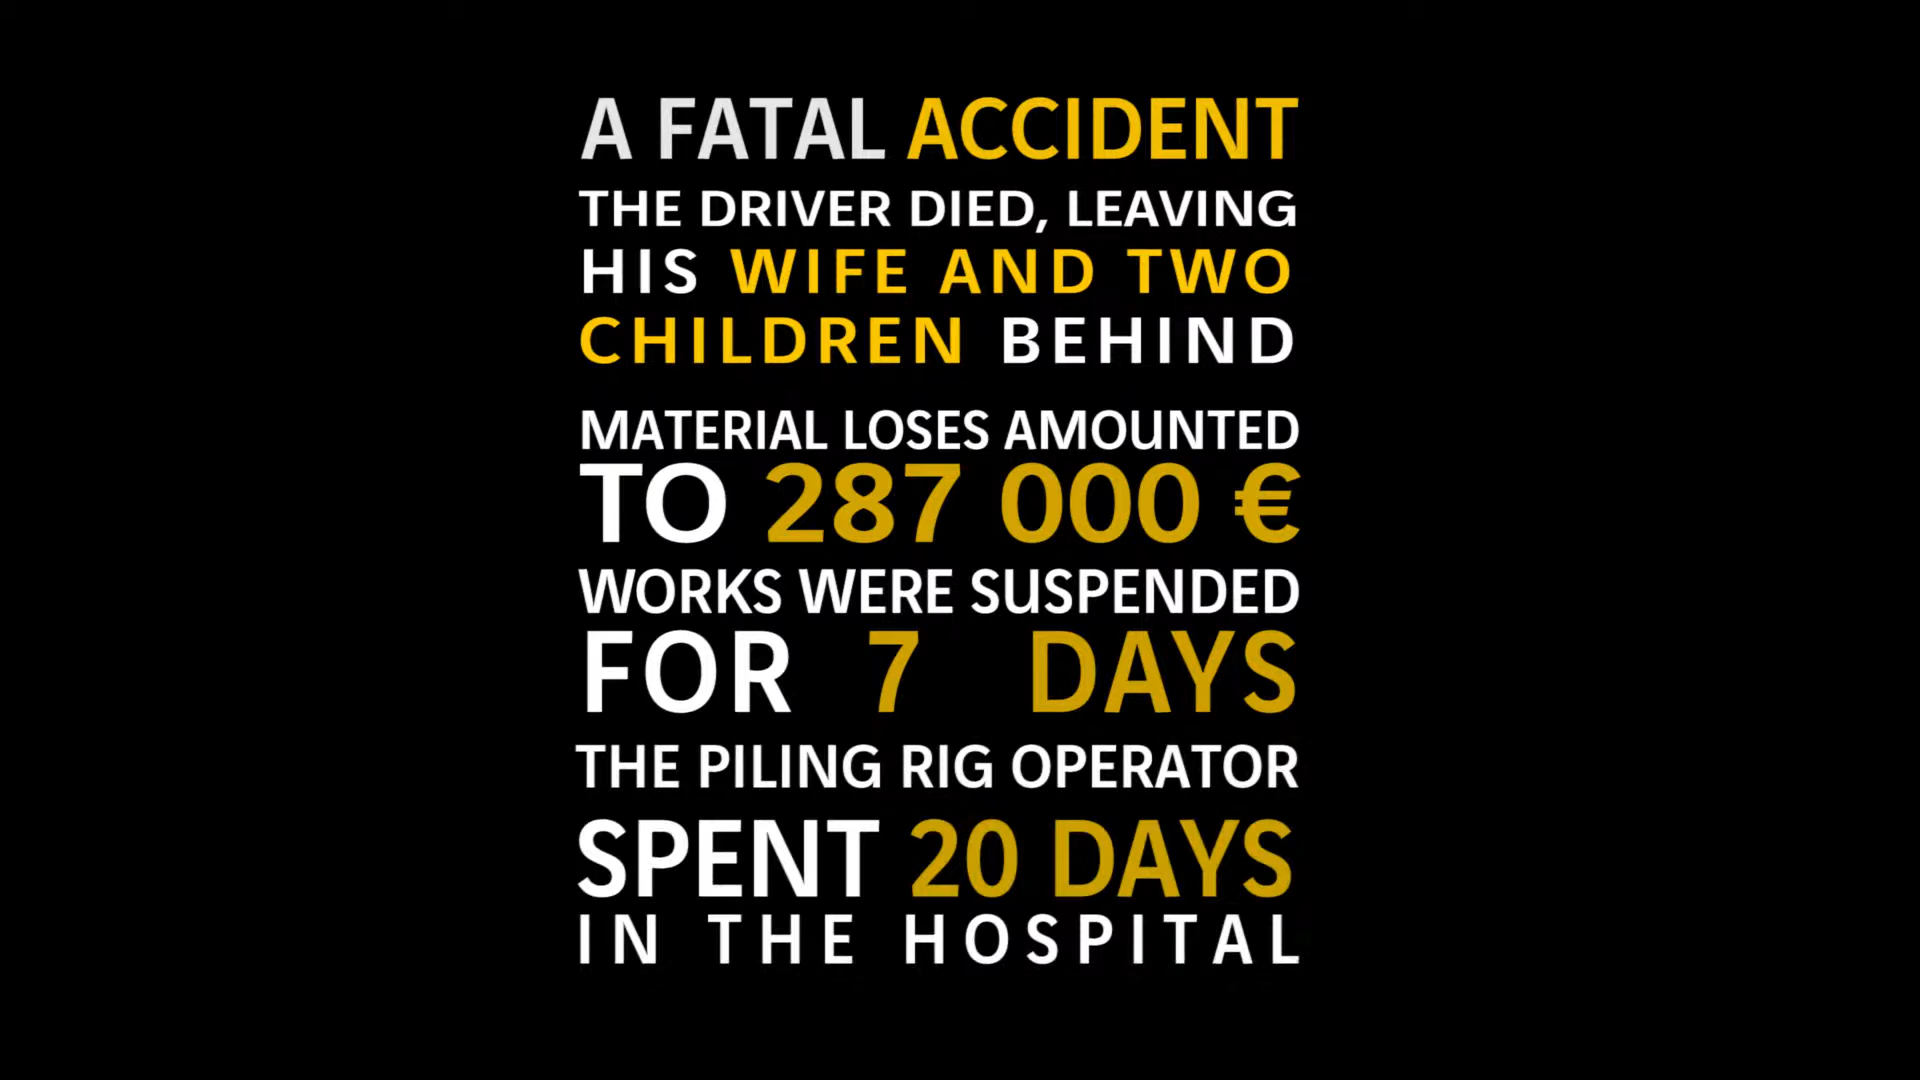 A FATAL ACCIDENT
THE DRIVER DIED, LEAVING
HIS WIFE AND TWO
CHILDREN BEHIND
MATERIAL LOSES AMOUNTED
TO 287 000 €
WORKS WERE SUSPENDED
FOR 7 DAYS
THE PILING RIG OPERATOR
SPENT 20 DAYS
IN THE HOSPITAL